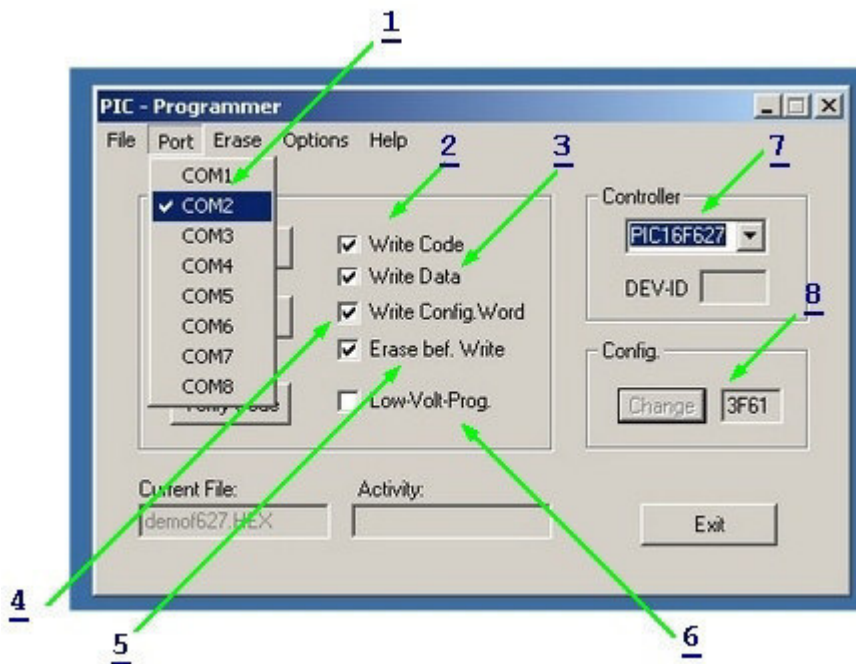 1
PIC - Programmer
File Port Erase Options Help
2
3
7
COM1
COM2
COM3
COM4
COM5
COM6
COM7
COM8
Write Code
Write Data
Write Config.Word
Erase bef. Write
Low-Volt-Prog.
Controller
PIC16F627
DEV-ID
8
Config.
Change 3F61
Current File: Activity:
demof627.HEX
Exit
4
5
6